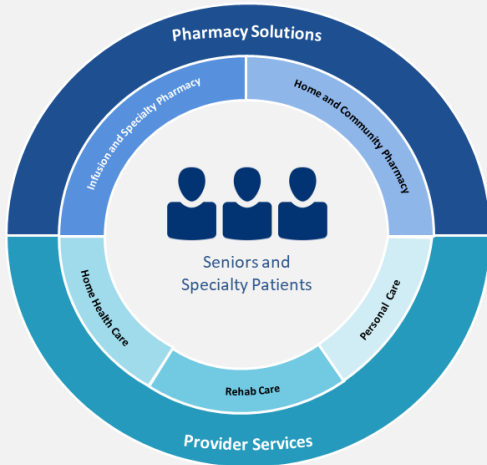 Pharmacy Solutions
Infusion and Specialty Pharmacy
Home and Community Pharmacy
Seniors and
Specialty Patients
Home Health Care
Personal Care
Rehab Care
Provider Services